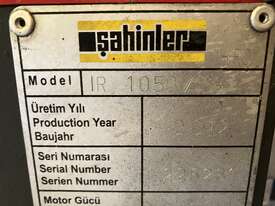 şahinler
Model IR 105
Üretim Yılı
Production Year
Baujahr
Seri Numarası
Serial Number
Serien Nummer
Motor Gücü